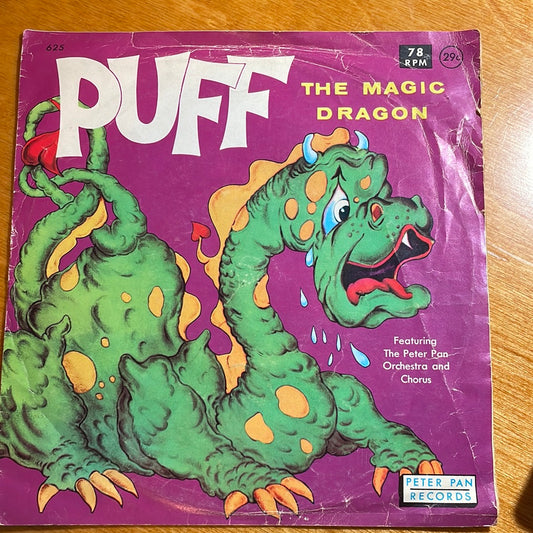 625
PUFF
THE MAGIC
DRAGON
78
RPM
29¢
Featuring
The Peter Pan
Orchestra and
Chorus
PETER PAN
RECORDS